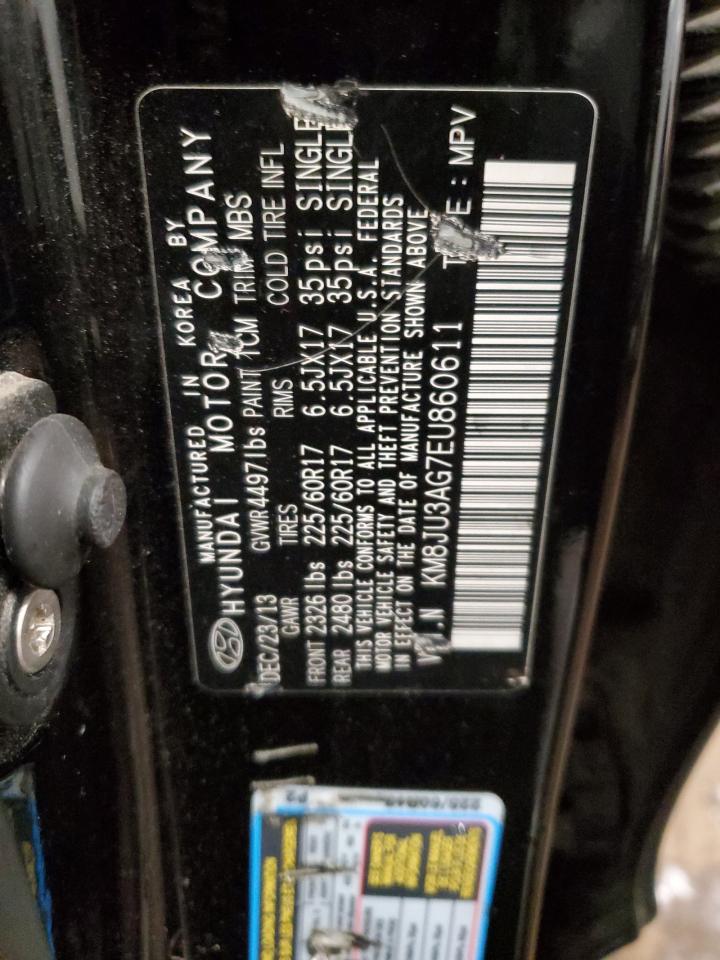 MANUFACTURED IN KOREA BY
HYUNDAI MOTOR COMPANY
DEC/23/13 GVWR 4497lbs PAINT 1CM TRIM MBS
GAWR TIRES RIMS COLD TIRE INFL
FRONT 2326 lbs 225/60R17 6.5JX17 35psi SINGLE
REAR 2480 lbs 225/60R17 6.5JX17 35psi SINGLE
THIS VEHICLE CONFORMS TO ALL APPLICABLE U.S.A. FEDERAL
MOTOR VEHICLE SAFETY AND THEFT PREVENTION STANDARDS
IN EFFECT ON THE DATE OF MANUFACTURE SHOWN ABOVE
KM8JU3AG7EU860611 E: MPV